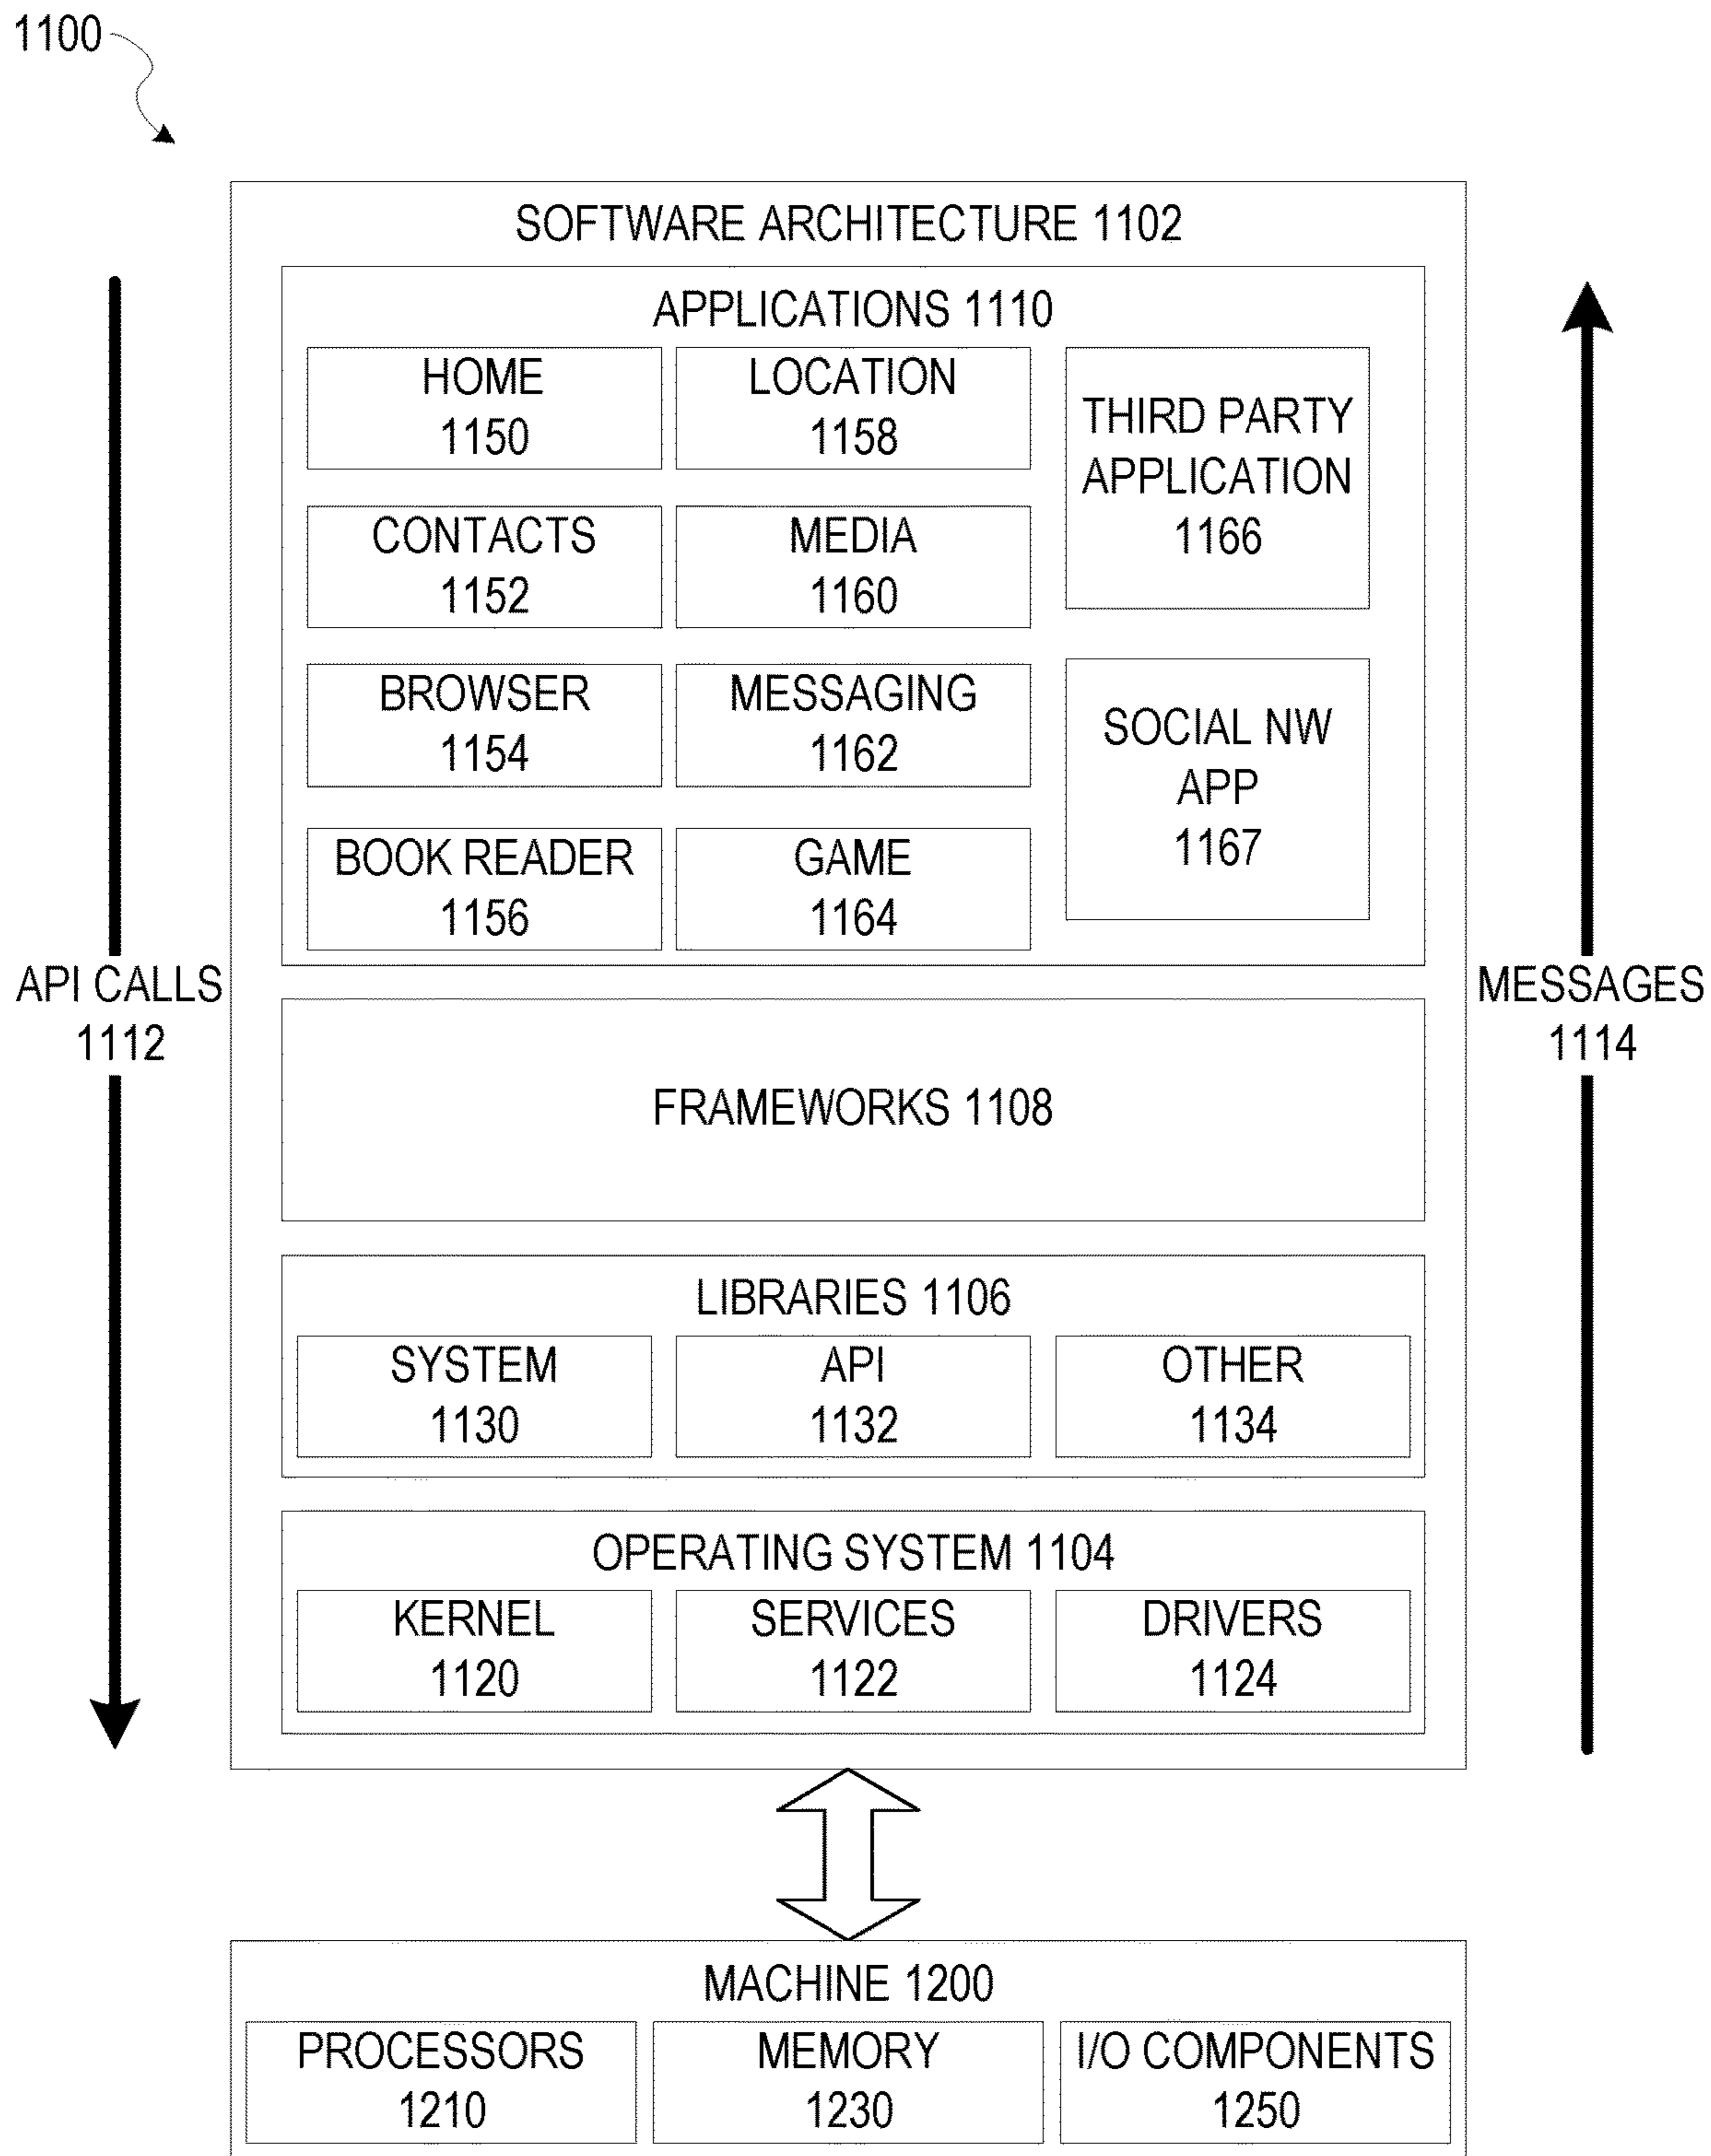 1100
SOFTWARE ARCHITECTURE 1102
APPLICATIONS 1110
HOME
1150
LOCATION
1158
THIRD PARTY
APPLICATION
1166
CONTACTS
1152
MEDIA
1160
BROWSER
1154
MESSAGING
1162
SOCIAL NW
APP
1167
BOOK READER
1156
GAME
1164
API CALLS
1112
MESSAGES
1114
FRAMEWORKS 1108
LIBRARIES 1106
SYSTEM
1130
API
1132
OTHER
1134
OPERATING SYSTEM 1104
KERNEL
1120
SERVICES
1122
DRIVERS
1124
MACHINE 1200
PROCESSORS
1210
MEMORY
1230
I/O COMPONENTS
1250